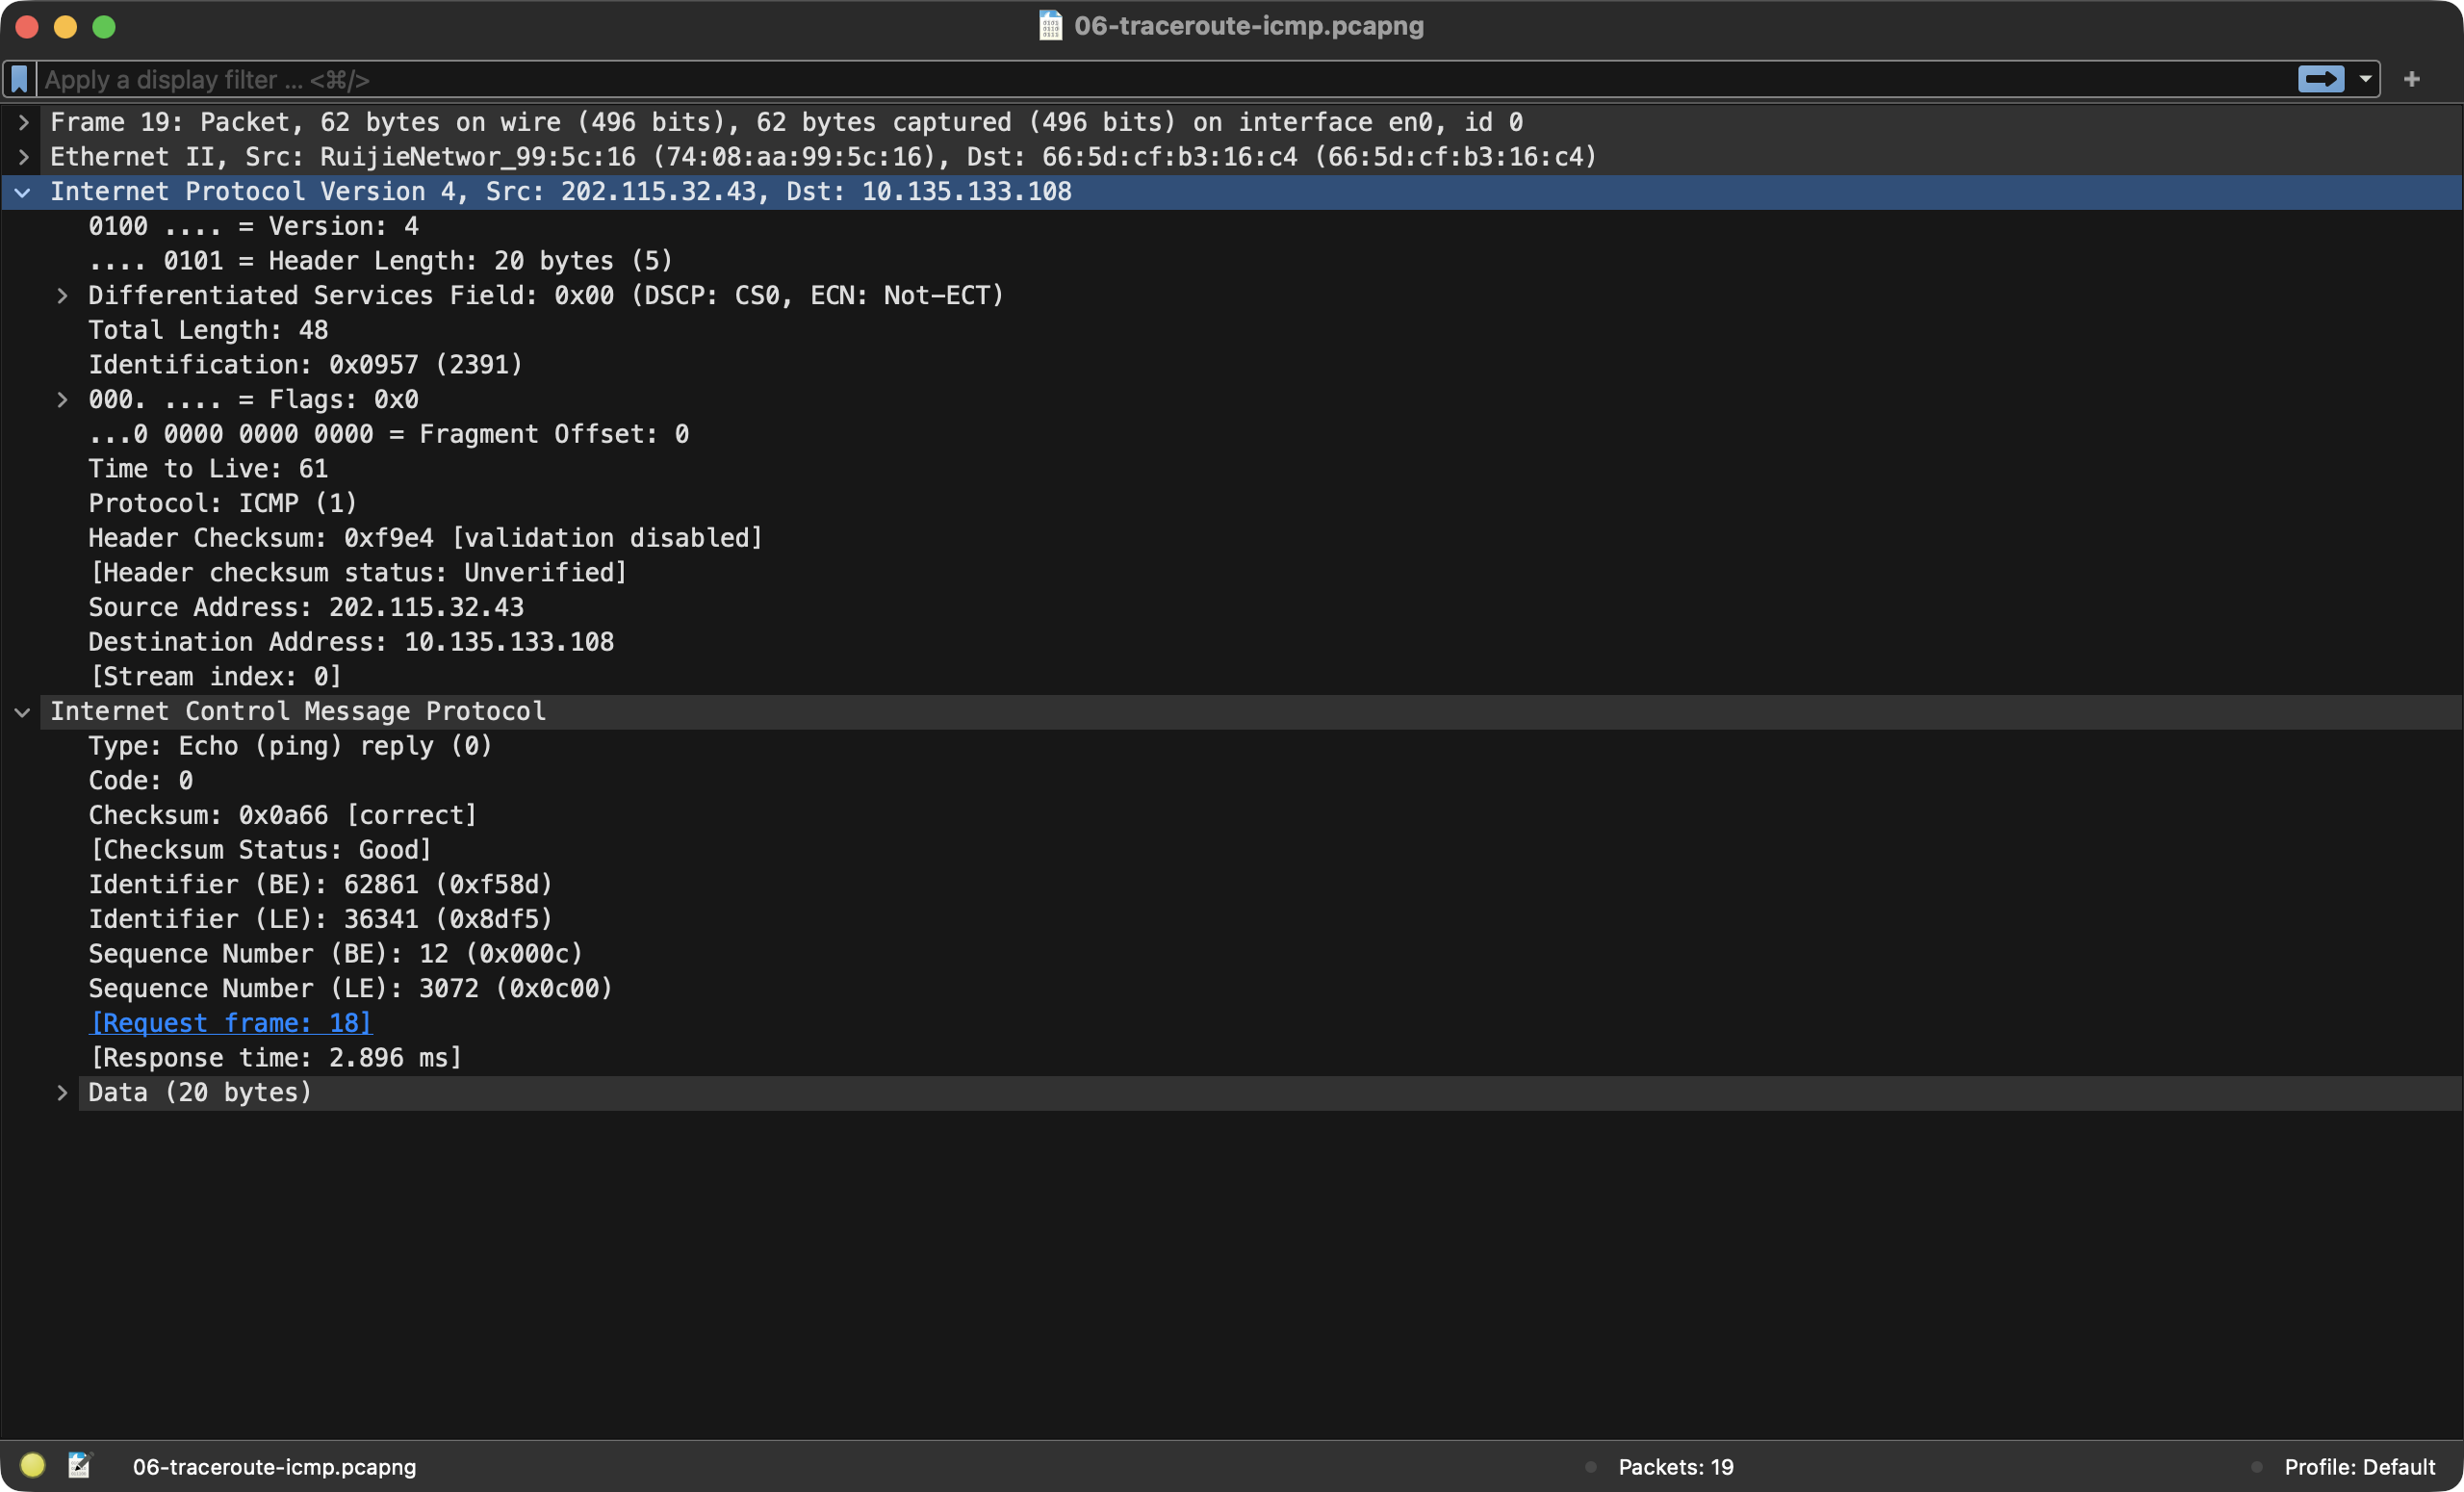 06-traceroute-icmp.pcapng
Apply a display filter ... <⌘/>
Frame 19: Packet, 62 bytes on wire (496 bits), 62 bytes captured (496 bits) on interface en0, id 0
Ethernet II, Src: RuijieNetwor_99:5c:16 (74:08:aa:99:5c:16), Dst: 66:5d:cf:b3:16:c4 (66:5d:cf:b3:16:c4)
Internet Protocol Version 4, Src: 202.115.32.43, Dst: 10.135.133.108
0100 .... = Version: 4
.... 0101 = Header Length: 20 bytes (5)
Differentiated Services Field: 0x00 (DSCP: CS0, ECN: Not-ECT)
Total Length: 48
Identification: 0x0957 (2391)
000. .... = Flags: 0x0
...0 0000 0000 0000 = Fragment Offset: 0
Time to Live: 61
Protocol: ICMP (1)
Header Checksum: 0xf9e4 [validation disabled]
[Header checksum status: Unverified]
Source Address: 202.115.32.43
Destination Address: 10.135.133.108
[Stream index: 0]
Internet Control Message Protocol
Type: Echo (ping) reply (0)
Code: 0
Checksum: 0x0a66 [correct]
[Checksum Status: Good]
Identifier (BE): 62861 (0xf58d)
Identifier (LE): 36341 (0x8df5)
Sequence Number (BE): 12 (0x000c)
Sequence Number (LE): 3072 (0x0c00)
[Request frame: 18]
[Response time: 2.896 ms]
Data (20 bytes)
06-traceroute-icmp.pcapng
Packets: 19
Profile: Default